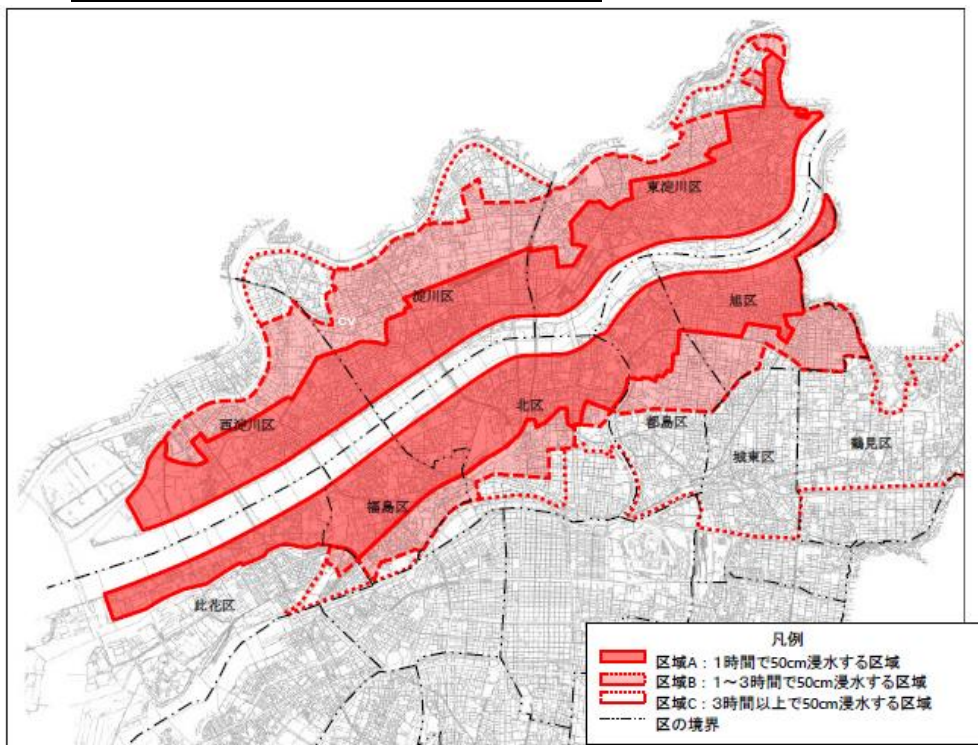 東淀川区
淀川区
旭区
北区
西淀川区
都島区
鶴見区
城東区
福島区
此花区
凡例
区域A：1時間で50cm浸水する区域
区域B：1～3時間で50cm浸水する区域
区域C：3時間以上で50cm浸水する区域
区の境界